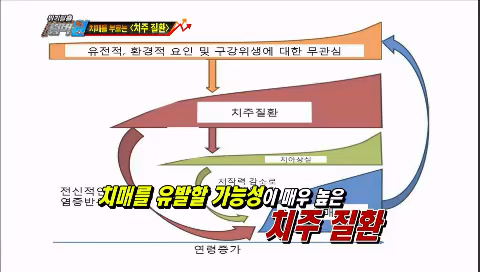 치매를 부르는 <치주 질환>
유전적, 환경적 요인 및 구강위생에 대한 무관심
치주질환
치아상실
저작력 감소로
전신적인
염증반
치매를 유발할 가능성이 매우 높은
치주 질환
연령증가